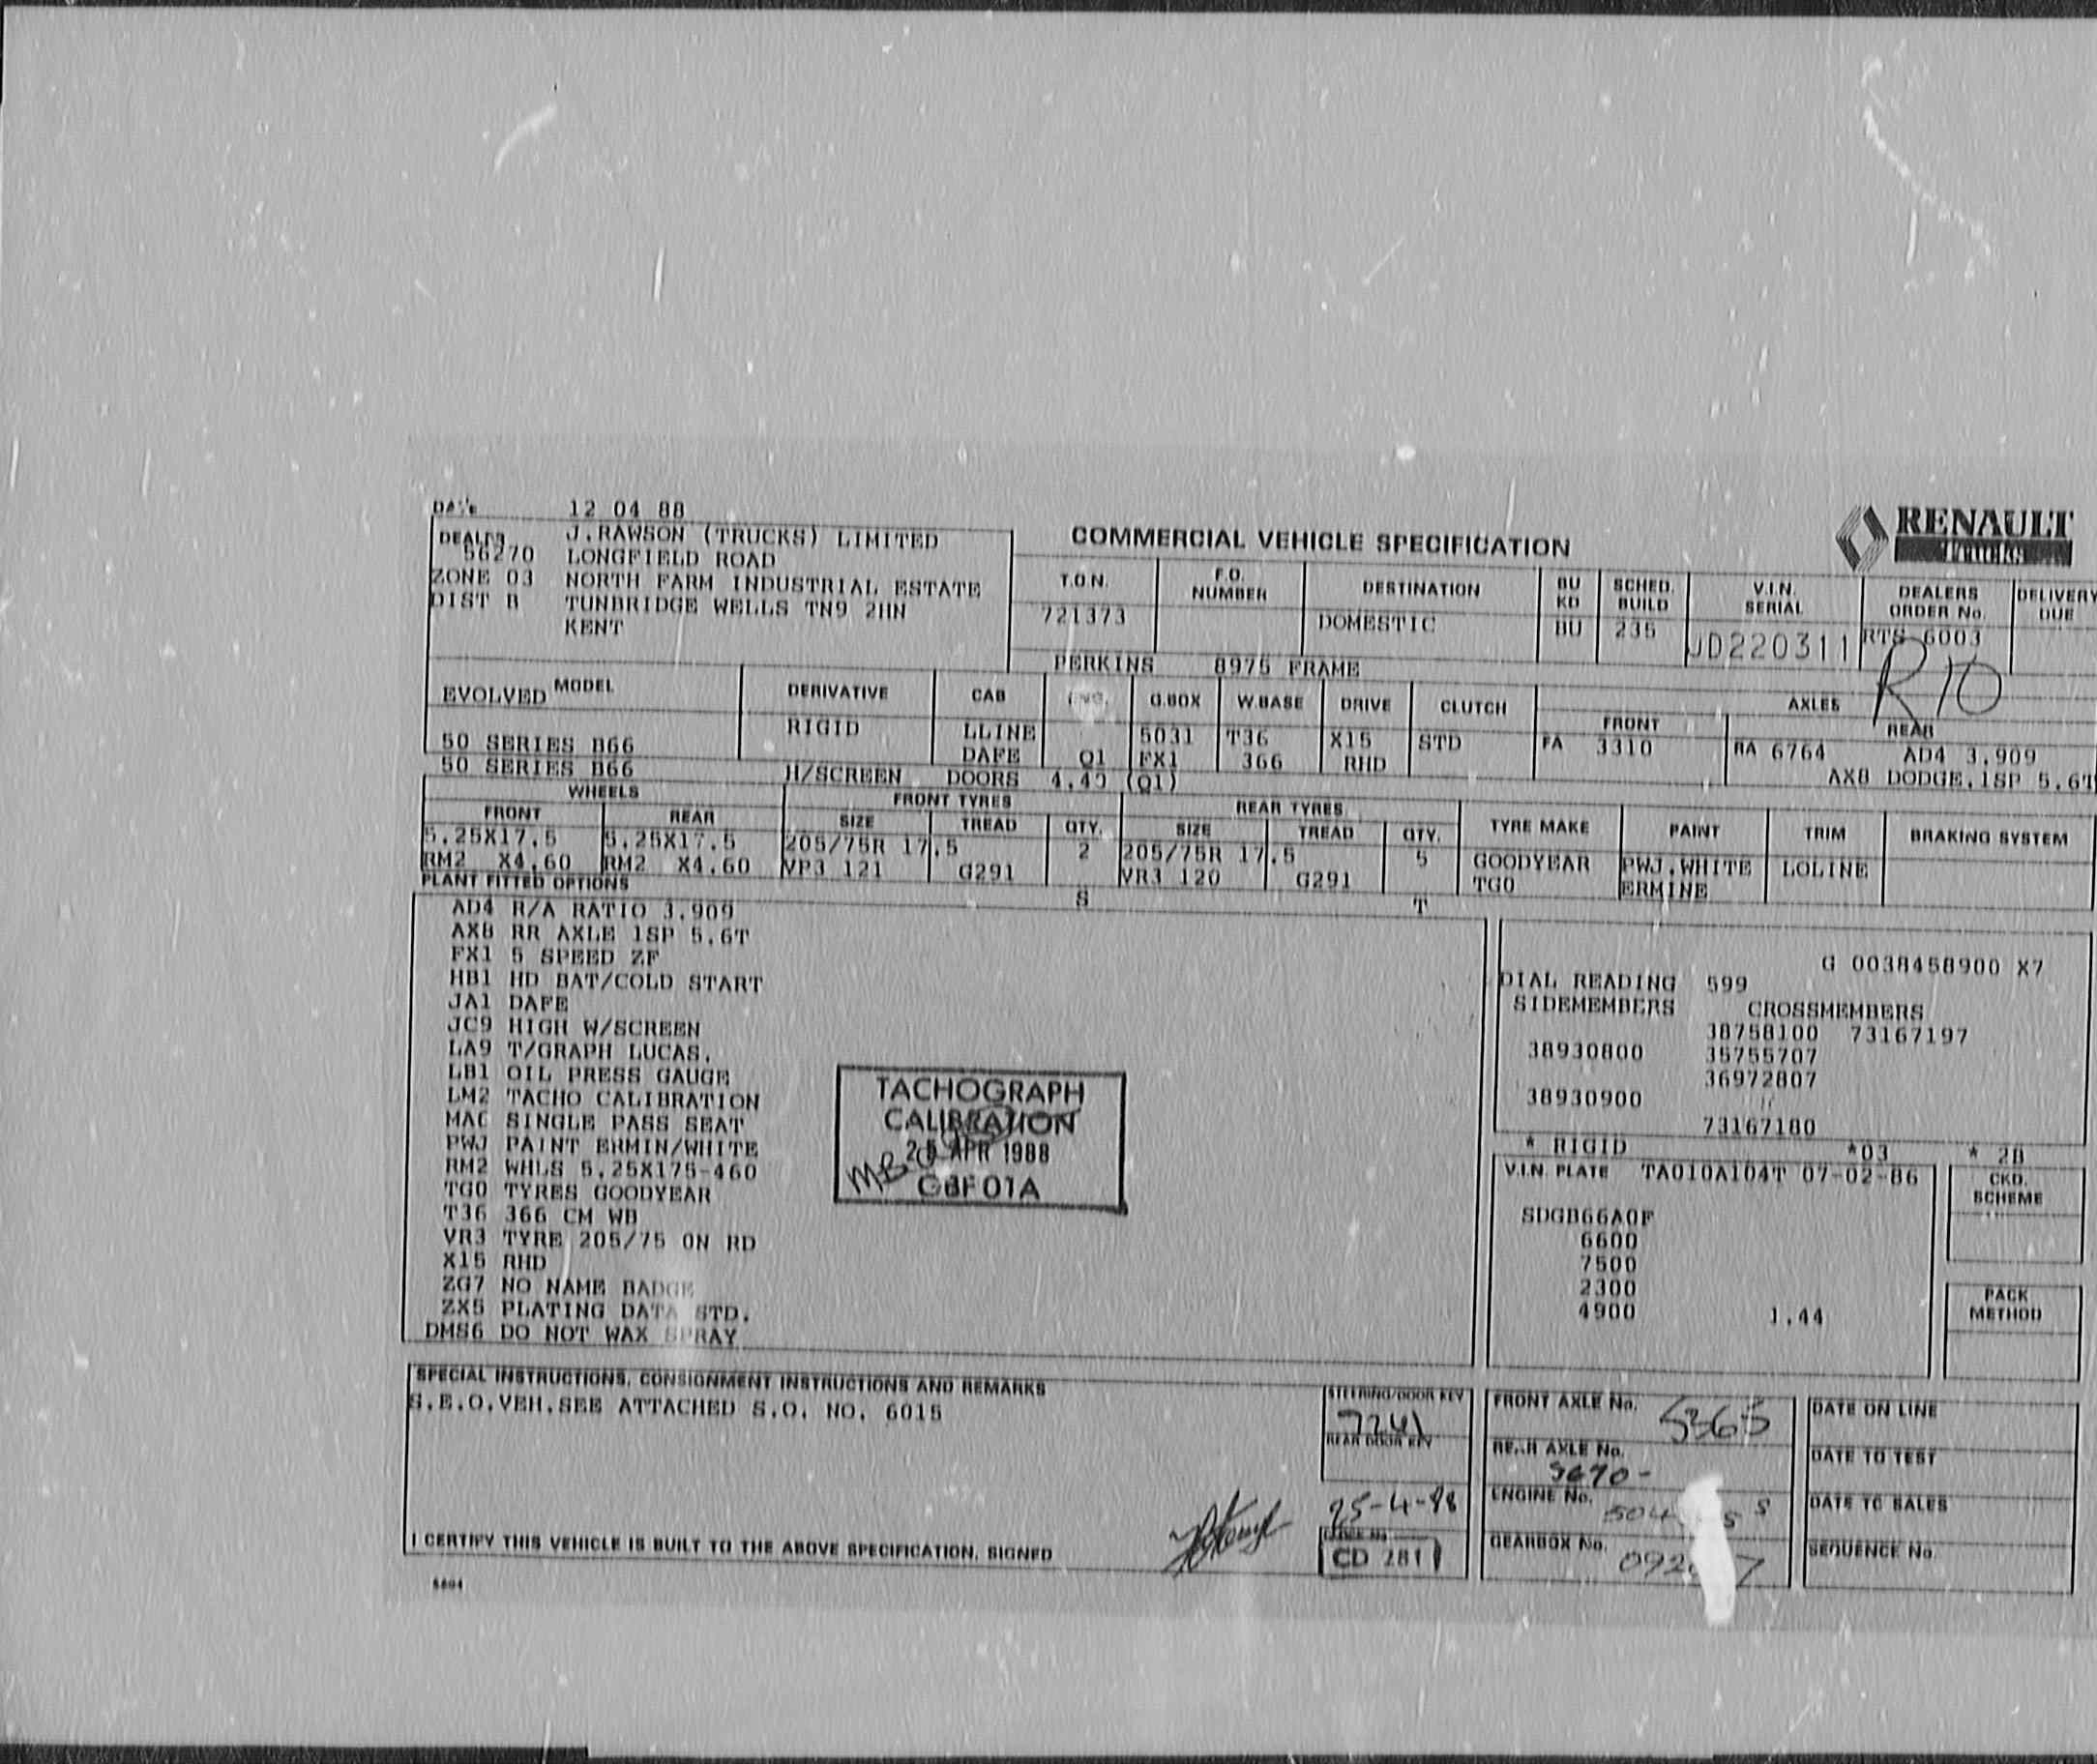 DATE 12 04 88
DEALER J.RAWSON (TRUCKS) LIMITED
56270 LONGFIELD ROAD
ZONE 03 NORTH FARM INDUSTRIAL ESTATE
DIST B TUNBRIDGE WELLS TN9 2HN
KENT
COMMERCIAL VEHICLE SPECIFICATION
RENAULT
TRUCKS
T.O.N. F.O. NUMBER DESTINATION BU KD SCHED. BUILD V.I.N. SERIAL DEALERS ORDER No. DELIVERY DUE
721373 DOMESTIC BU 235 JD220311 RTS 6003
R10
PERKINS 8975 FRAME
EVOLVED MODEL DERIVATIVE CAB ENG. G.BOX W.BASE DRIVE CLUTCH AXLES
FRONT REAR
RIGID LLINE 5031 T36 X15 STD FA 3310 RA 6764 AD4 3.909
50 SERIES B66 DAFE Q1 FX1 366 RHD AX8 DODGE,1SP 5.6T
50 SERIES B66 H/SCREEN DOORS 4.40 (Q1)
WHEELS FRONT TYRES REAR TYRES
FRONT REAR SIZE TREAD QTY. SIZE TREAD QTY. TYRE MAKE PAINT TRIM BRAKING SYSTEM
5.25X17.5 5.25X17.5 205/75R 17.5 2 205/75R 17.5 5 GOODYEAR PWJ.WHITE LOLINE
RM2 X4.60 RM2 X4.60 VP3 121 G291 VR3 120 G291 TG0 ERMINE
PLANT FITTED OPTIONS S T
AD4 R/A RATIO 3.909
AX8 RR AXLE 1SP 5.6T
FX1 5 SPEED ZF
HB1 HD BAT/COLD START
JA1 DAFE
JC9 HIGH W/SCREEN
LA9 T/GRAPH LUCAS.
LB1 OIL PRESS GAUGE
LM2 TACHO CALIBRATION
MAC SINGLE PASS SEAT
PWJ PAINT ERMIN/WHITE
RM2 WHLS 5.25X175-460
TG0 TYRES GOODYEAR
T36 366 CM WB
VR3 TYRE 205/75 ON RD
X15 RHD
ZG7 NO NAME BADGE
ZX5 PLATING DATA STD.
DMS6 DO NOT WAX SPRAY
TACHOGRAPH
CALIBRATION
25 APR 1988
GBF01A
G 0038458900 X7
DIAL READING 599
SIDEMEMBERS CROSSMEMBERS
38758100 73167197
38930800 35755707
36972807
38930900
73167180
* RIGID *03 * 28
V.I.N. PLATE TA010A104T 07-02-86
CKD. SCHEME
SDGB66A0F
6600
7500
2300
4900 1.44
PACK METHOD
SPECIAL INSTRUCTIONS, CONSIGNMENT INSTRUCTIONS AND REMARKS
S.E.O.VEH.SEE ATTACHED S.O. NO. 6015
STEERING/DOOR KEY
7241
REAR DOOR KEY
25-4-88
CD 281
FRONT AXLE No. 5365
REAR AXLE No.
5670-
ENGINE No.
GEARBOX No.
DATE ON LINE
DATE TO TEST
DATE TO SALES
SEQUENCE No.
I CERTIFY THIS VEHICLE IS BUILT TO THE ABOVE SPECIFICATION, SIGNED